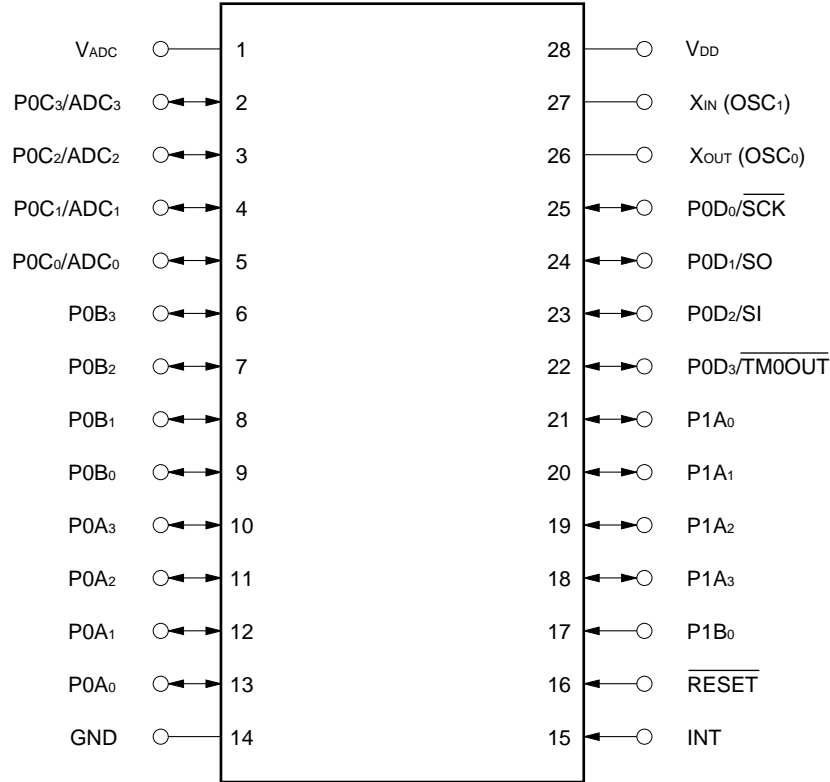 VADC 1 28 VDD
P0C3/ADC3 2 27 XIN (OSC1)
P0C2/ADC2 3 26 XOUT (OSC0)
P0C1/ADC1 4 25 P0D0/SCK
P0C0/ADC0 5 24 P0D1/SO
P0B3 6 23 P0D2/SI
P0B2 7 22 P0D3/TM0OUT
P0B1 8 21 P1A0
P0B0 9 20 P1A1
P0A3 10 19 P1A2
P0A2 11 18 P1A3
P0A1 12 17 P1B0
P0A0 13 16 RESET
GND 14 15 INT